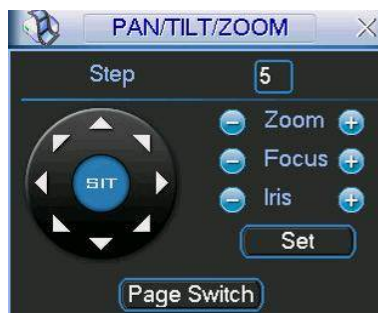 PAN/TILT/ZOOM
Step 5
Zoom
Focus
SIT
Iris
Set
Page Switch